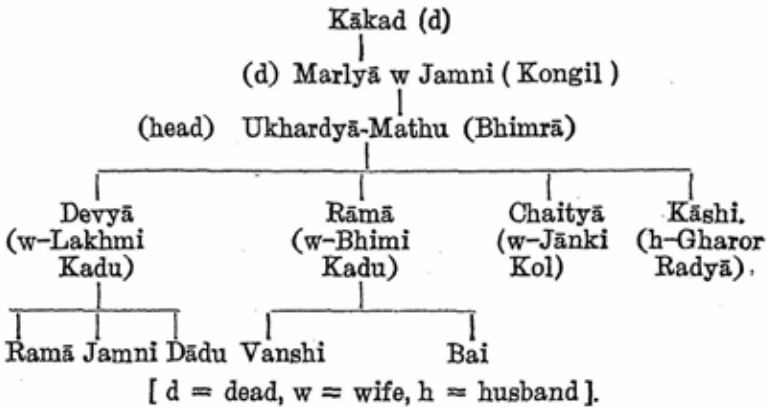 Kākad (d)
(d) Marlyā w Jamni ( Kongil )
(head) Ukhardyā-Mathu (Bhimrā)
Devyā Rāmā Chaityā Kāshi.
(w-Lakhmi (w-Bhimi (w-Jānki (h-Gharor
Kadu) Kadu) Kol) Radyā).
Ramā Jamni Dādu Vanshi Bai
[ d = dead, w = wife, h = husband ].